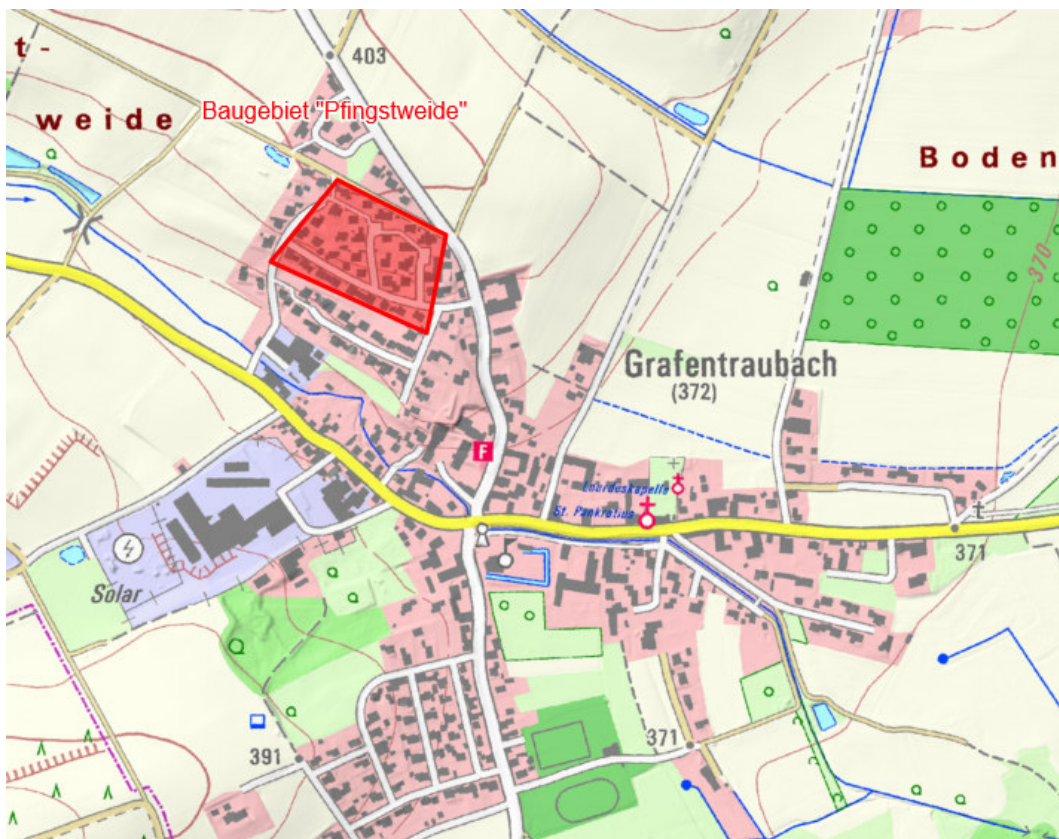 t -
403
Baugebiet "Pfingstweide"
weide
Boden
370
Grafentraubach
(372)
F
Lourdeskapelle
St. Pankratius
t
371
Solar
391
371